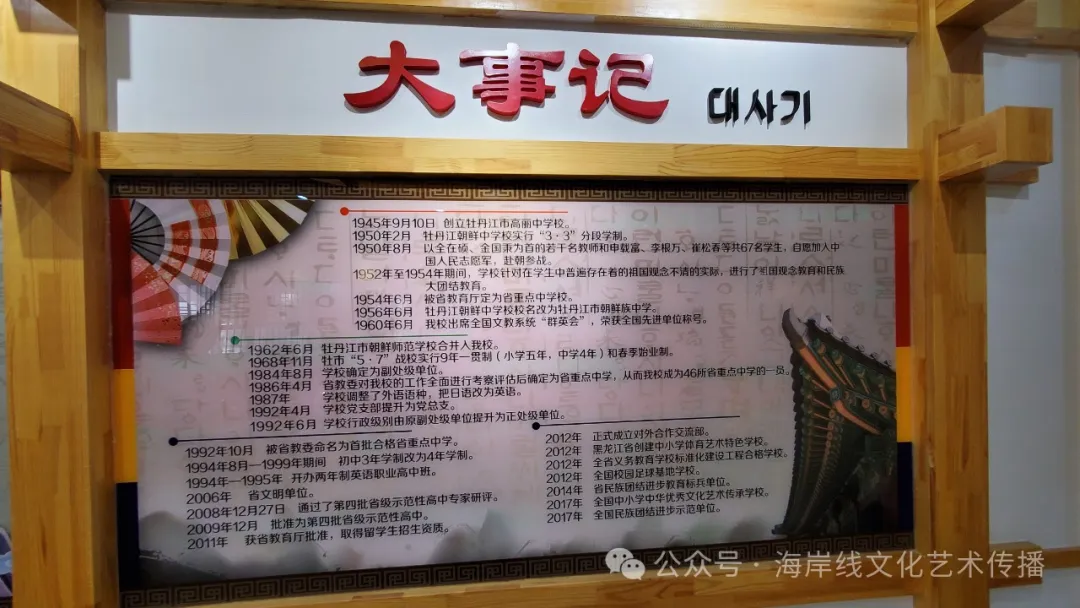 大事记 대사기
1945年9月10日 创立牡丹江市高丽中学校。
1950年2月 牡丹江朝鲜中学校实行“3·3”分段学制。
1950年8月 以全在祯、金国秉为首的若干名教师和申载富、李根万、崔松春等共67名学生，自愿加入中
国人民志愿军，赴朝参战。
1952年至1954年期间，学校针对在学生中普遍存在着的祖国观念不清的实际，进行了祖国观念教育和民族
大团结教育。
1954年6月 被省教育厅定为省重点中学校。
1956年6月 牡丹江朝鲜中学校校名改为牡丹江市朝鲜族中学。
1960年6月 我校出席全国文教系统“群英会”，荣获全国先进单位称号。
1962年6月 牡丹江市朝鲜师范学校合并入我校。
1968年11月 牡市“5·7”战校实行9年一贯制（小学五年，中学4年）和春季始业制。
1984年8月 学校确定为副处级单位。
1986年4月 省教委对我校的工作全面进行考察评估后确定为省重点中学，从而我校成为46所省重点中学的一员。
1987年 学校调整了外语语种，把日语改为英语。
1992年4月 学校党支部提升为党总支。
1992年6月 学校行政级别由原副处级单位提升为正处级单位。
1992年10月 被省教委命名为首批合格省重点中学。
1994年8月—1999年期间 初中3年学制改为4年学制。
1994年—1995年 开办两年制英语职业高中班。
2006年 省文明单位。
2008年12月27日 通过了第四批省级示范性高中专家研评。
2009年12月 批准为第四批省级示范性高中。
2011年 获省教育厅批准，取得留学生招生资质。
2012年 正式成立对外合作交流部。
2012年 黑龙江省创建中小学体育艺术特色学校。
2012年 全省义务教育学校标准化建设工程合格学校。
2012年 全国校园足球基地学校。
2014年 省民族团结进步教育标兵单位。
2017年 全国中小学中华优秀文化艺术传承学校。
2017年 全国民族团结进步示范单位。
公众号·海岸线文化艺术传播